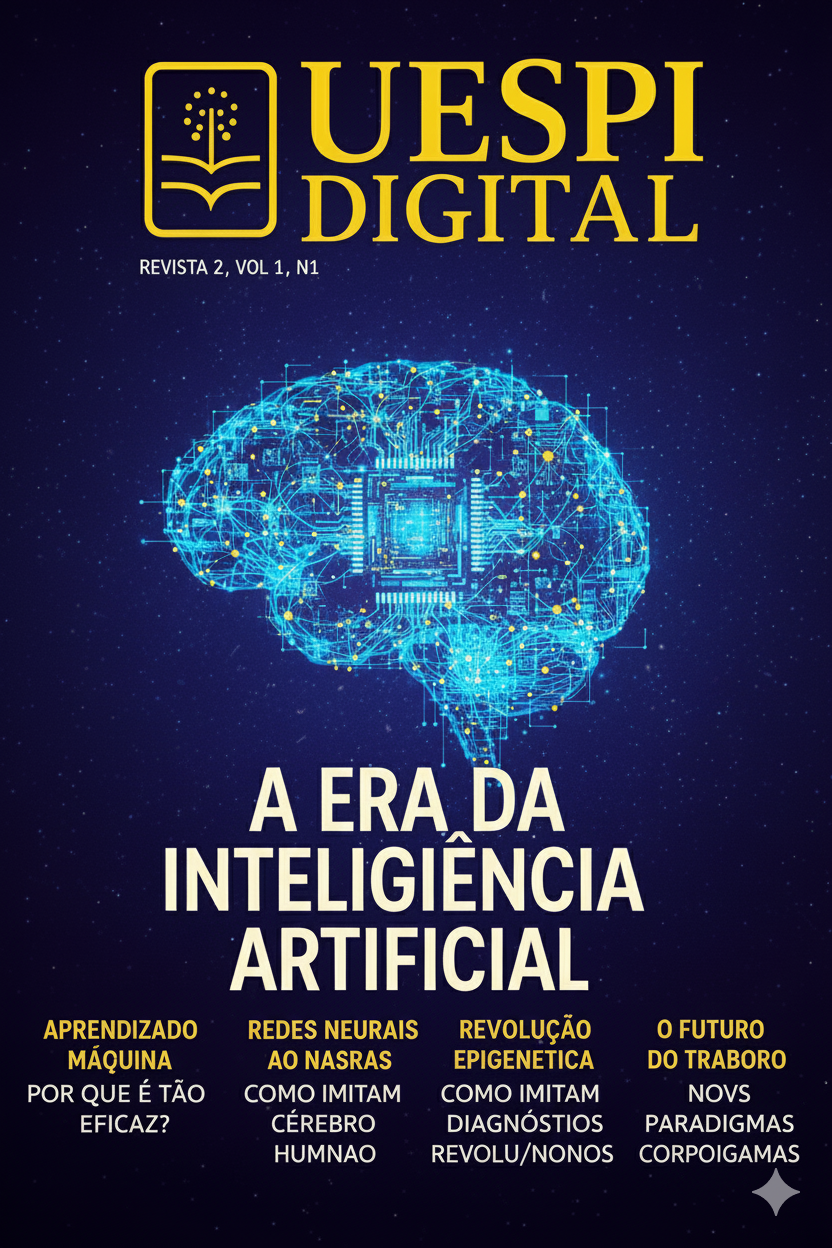 UESPI
DIGITAL
REVISTA 2, VOL 1, N1
A ERA DA
INTELIGIÊNCIA
ARTIFICIAL
APRENDIZADO
MÁQUINA
POR QUE É TÃO
EFICAZ?
REDES NEURAIS
AO NASRAS
COMO IMITAM
CÉREBRO
HUMNAO
REVOLUÇÃO
EPIGENETICA
COMO IMITAM
DIAGNÓSTIOS
REVOLU/NONOS
O FUTURO
DO TRABORO
NOVS
PARADIGMAS
CORPOIGAMAS